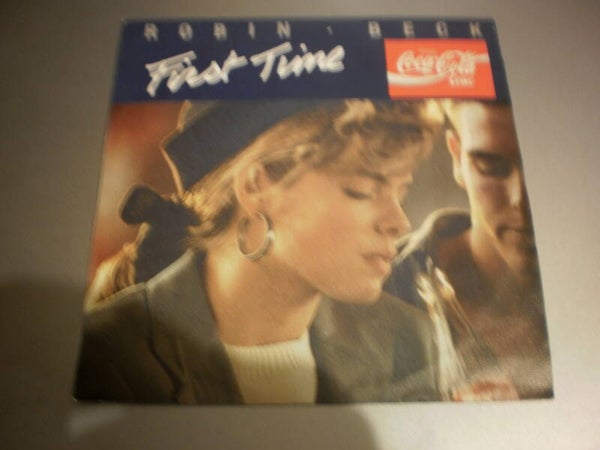 ROBIN · BECK
First Time
Coca-Cola